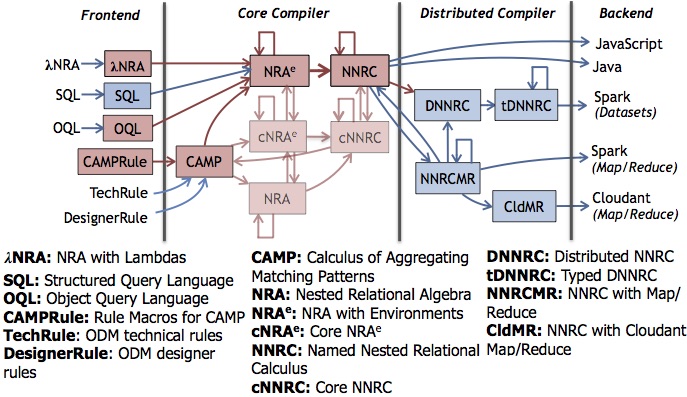 Frontend
Core Compiler
Distributed Compiler
Backend
λNRA
λNRA
NRAᵉ
NNRC
JavaScript
Java
SQL
SQL
DNNRC
tDNNRC
Spark
(Datasets)
OQL
OQL
cNRAᵉ
cNNRC
CAMPRule
CAMP
NNRCMR
Spark
(Map/Reduce)
TechRule
NRA
DesignerRule
CldMR
Cloudant
(Map/Reduce)
λNRA: NRA with Lambdas
SQL: Structured Query Language
OQL: Object Query Language
CAMPRule: Rule Macros for CAMP
TechRule: ODM technical rules
DesignerRule: ODM designer
rules
CAMP: Calculus of Aggregating
Matching Patterns
NRA: Nested Relational Algebra
NRAᵉ: NRA with Environments
cNRAᵉ: Core NRAᵉ
NNRC: Named Nested Relational
Calculus
cNNRC: Core NNRC
DNNRC: Distributed NNRC
tDNNRC: Typed DNNRC
NNRCMR: NNRC with Map/
Reduce
CldMR: NNRC with Cloudant
Map/Reduce